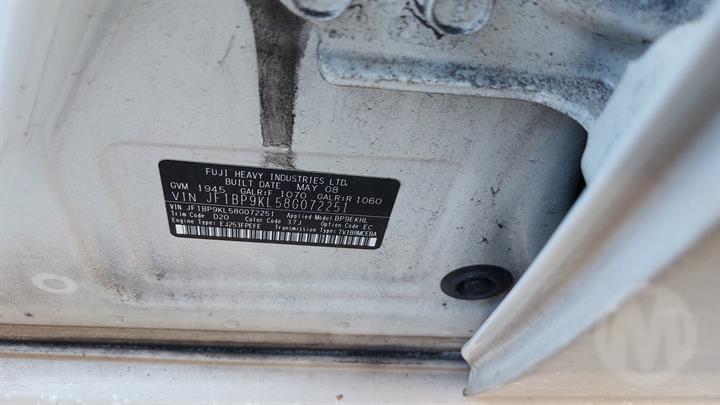 FUJI HEAVY INDUSTRIES LTD.
BUILT DATE MAY 08
GVM 1945 GALR:F 1070 GALR:R 1060
VIN JF1BP9KL58G072251
VIN JF1BP9KL58G072251 Applied Model BP9EKHL
Trim Code D20 Color Code 37J Option Code EC
Engine Type: EJ253FPEFE Transmission Type: TV1B8MCEBA
M